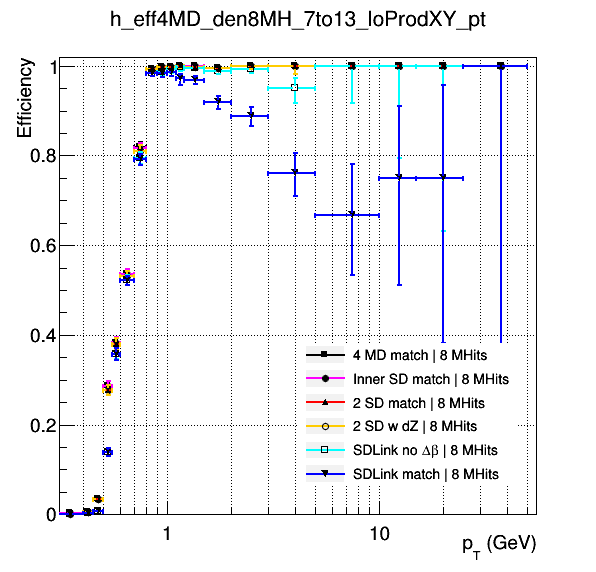 h_eff4MD_den8MH_7to13_loProdXY_pt
Efficiency
1
0.8
0.6
0.4
0.2
0
4 MD match | 8 MHits
Inner SD match | 8 MHits
2 SD match | 8 MHits
2 SD w dZ | 8 MHits
SDLink no Δβ | 8 MHits
SDLink match | 8 MHits
1 10
p_T (GeV)